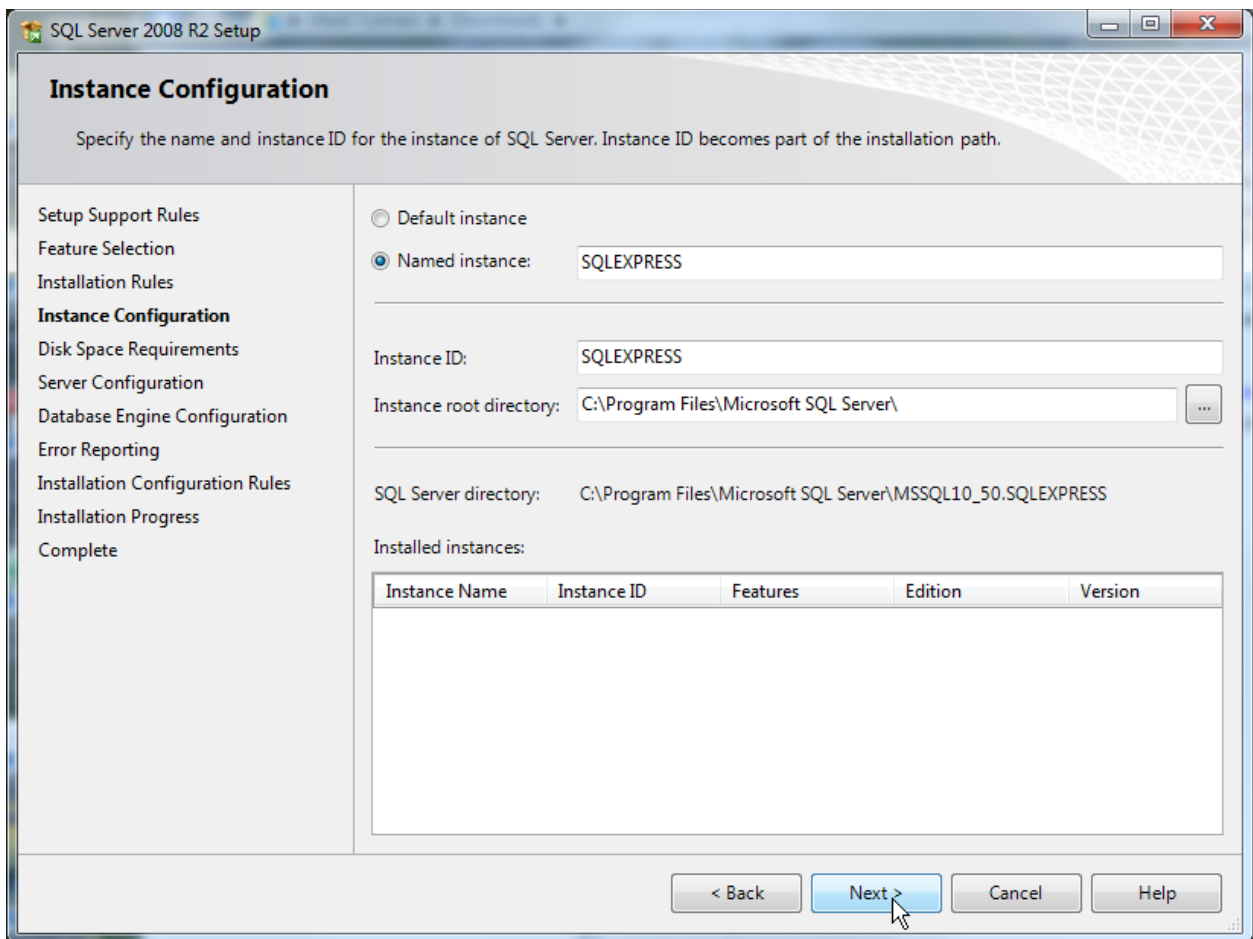 SQL Server 2008 R2 Setup
Instance Configuration
Specify the name and instance ID for the instance of SQL Server. Instance ID becomes part of the installation path.
Setup Support Rules
Feature Selection
Installation Rules
Instance Configuration
Disk Space Requirements
Server Configuration
Database Engine Configuration
Error Reporting
Installation Configuration Rules
Installation Progress
Complete
Default instance
Named instance: SQLEXPRESS
Instance ID: SQLEXPRESS
Instance root directory: C:\Program Files\Microsoft SQL Server\ ...
SQL Server directory: C:\Program Files\Microsoft SQL Server\MSSQL10_50.SQLEXPRESS
Installed instances:
Instance Name Instance ID Features Edition Version
< Back Next > Cancel Help